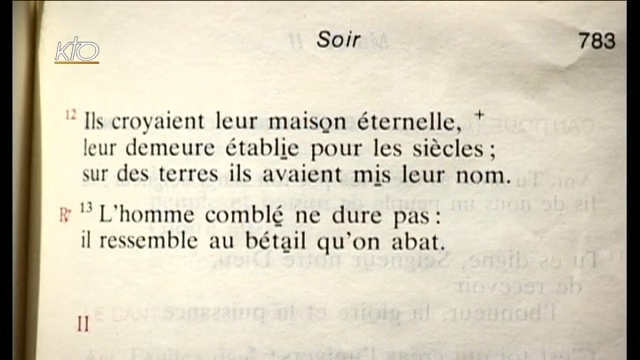 kto
Soir 783
12 Ils croyaient leur maison éternelle, +
leur demeure établie pour les siècles ;
sur des terres ils avaient mis leur nom.
R/ 13 L'homme comblé ne dure pas :
il ressemble au bétail qu'on abat.
II